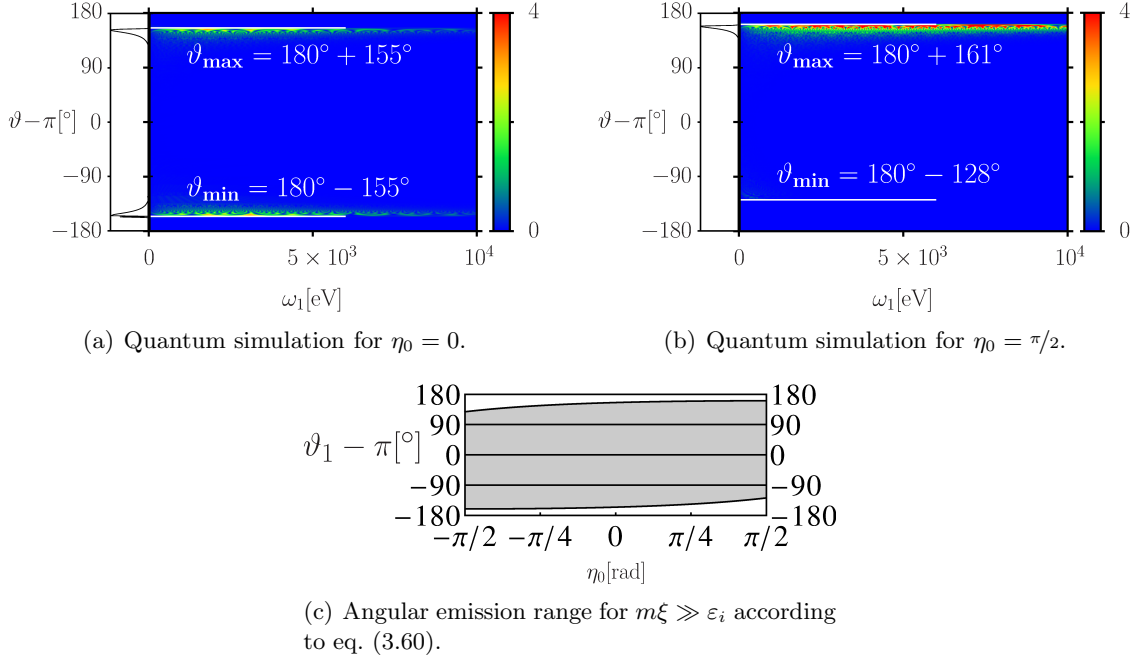 180
90
ϑ−π[°] 0
−90
−180
ϑmax = 180° + 155°
ϑmin = 180° − 155°
4
0
0 5 × 10³ 10⁴
ω₁[eV]
(a) Quantum simulation for η₀ = 0.
180
90
ϑ−π[°] 0
−90
−180
ϑmax = 180° + 161°
ϑmin = 180° − 128°
4
0
0 5 × 10³ 10⁴
ω₁[eV]
(b) Quantum simulation for η₀ = π/2.
180 180
90 90
ϑ₁ − π[°] 0 0
−90 −90
−180 −180
−π/2 −π/4 0 π/4 π/2
η₀[rad]
(c) Angular emission range for mξ ≫ εᵢ according
to eq. (3.60).